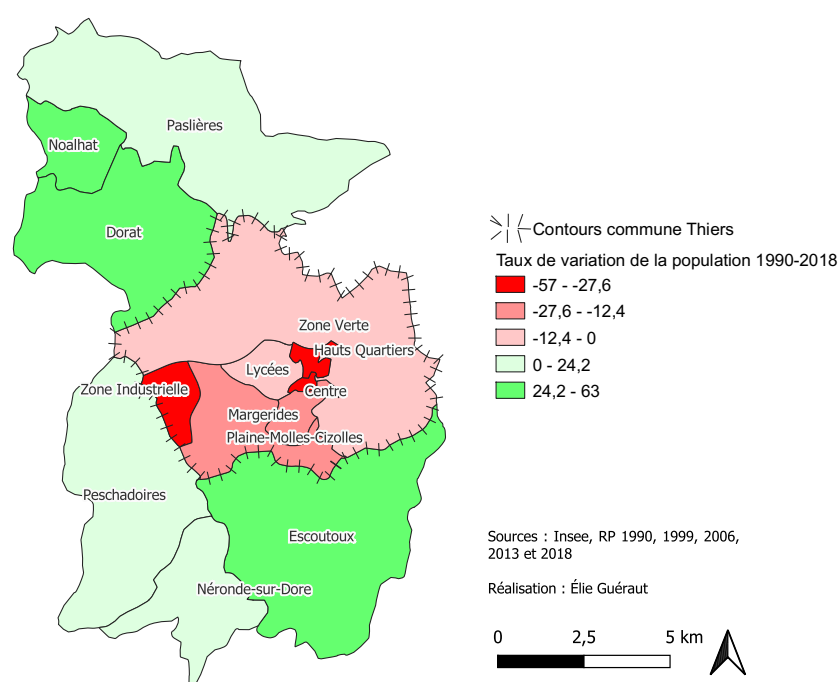 Paslières
Noalhat
Dorat
Zone Verte
Hauts Quartiers
Lycées
Zone Industrielle
Centre
Margerides
Plaine-Molles-Cizolles
Peschadoires
Escoutoux
Néronde-sur-Dore
Contours commune Thiers
Taux de variation de la population 1990-2018
-57 - -27,6
-27,6 - -12,4
-12,4 - 0
0 - 24,2
24,2 - 63
Sources : Insee, RP 1990, 1999, 2006,
2013 et 2018
Réalisation : Élie Guéraut
0 2,5 5 km